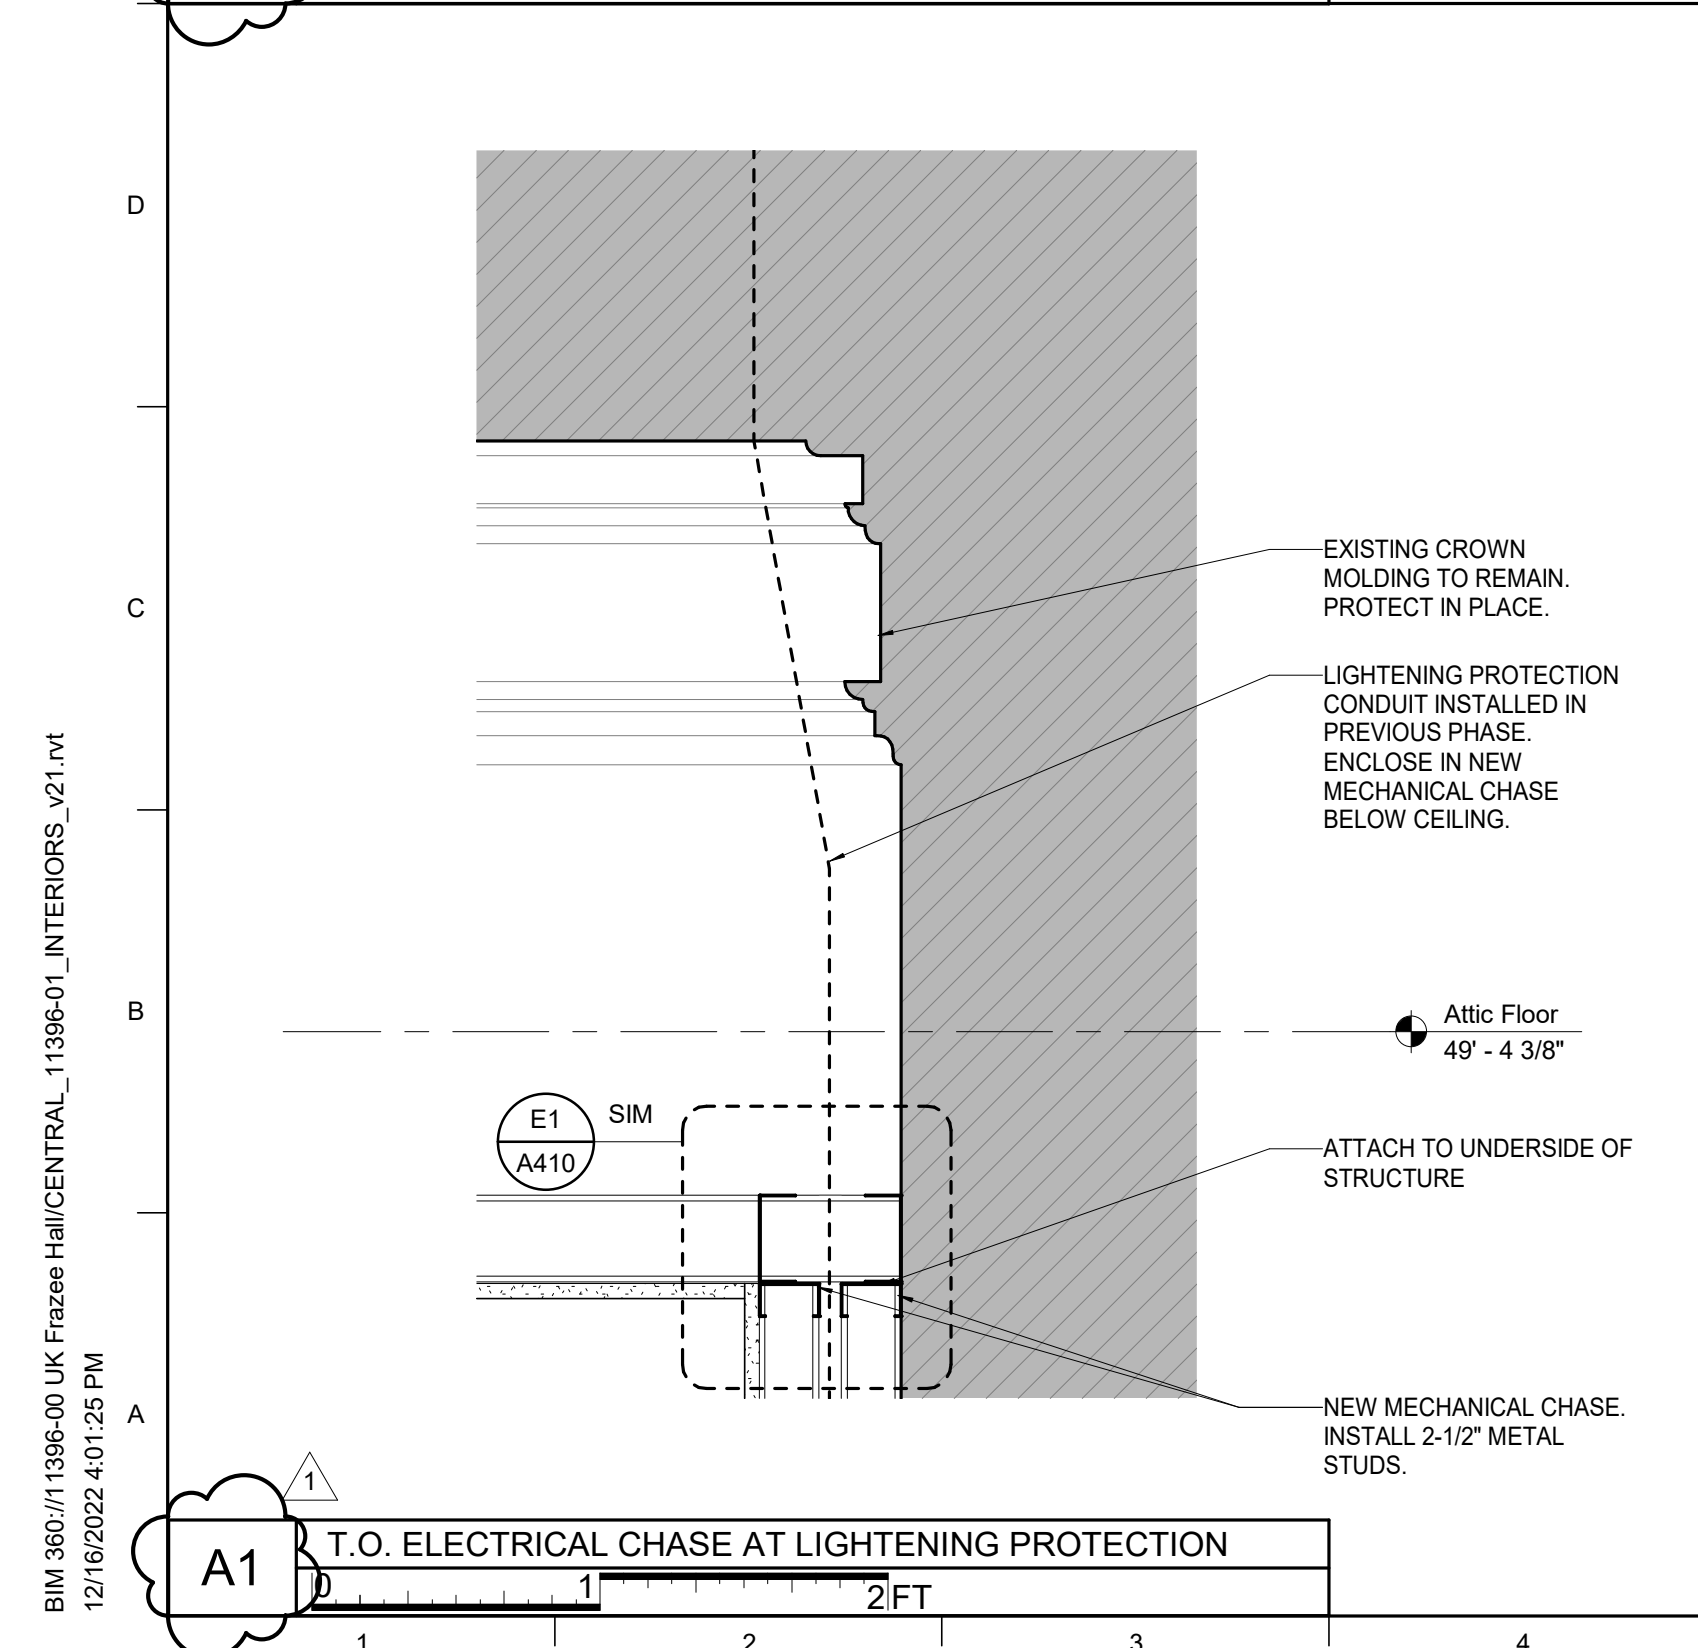 D
C
B
A
EXISTING CROWN
MOLDING TO REMAIN.
PROTECT IN PLACE.
LIGHTENING PROTECTION
CONDUIT INSTALLED IN
PREVIOUS PHASE.
ENCLOSE IN NEW
MECHANICAL CHASE
BELOW CEILING.
Attic Floor
49' - 4 3/8"
E1
A410
SIM
ATTACH TO UNDERSIDE OF
STRUCTURE
NEW MECHANICAL CHASE.
INSTALL 2-1/2" METAL
STUDS.
BIM 360://11396-00 UK Frazee Hall/CENTRAL_11396-01_INTERIORS_v21.rvt
12/16/2022 4:01:25 PM
1
A1
T.O. ELECTRICAL CHASE AT LIGHTENING PROTECTION
0 1 2 FT
1 2 3 4